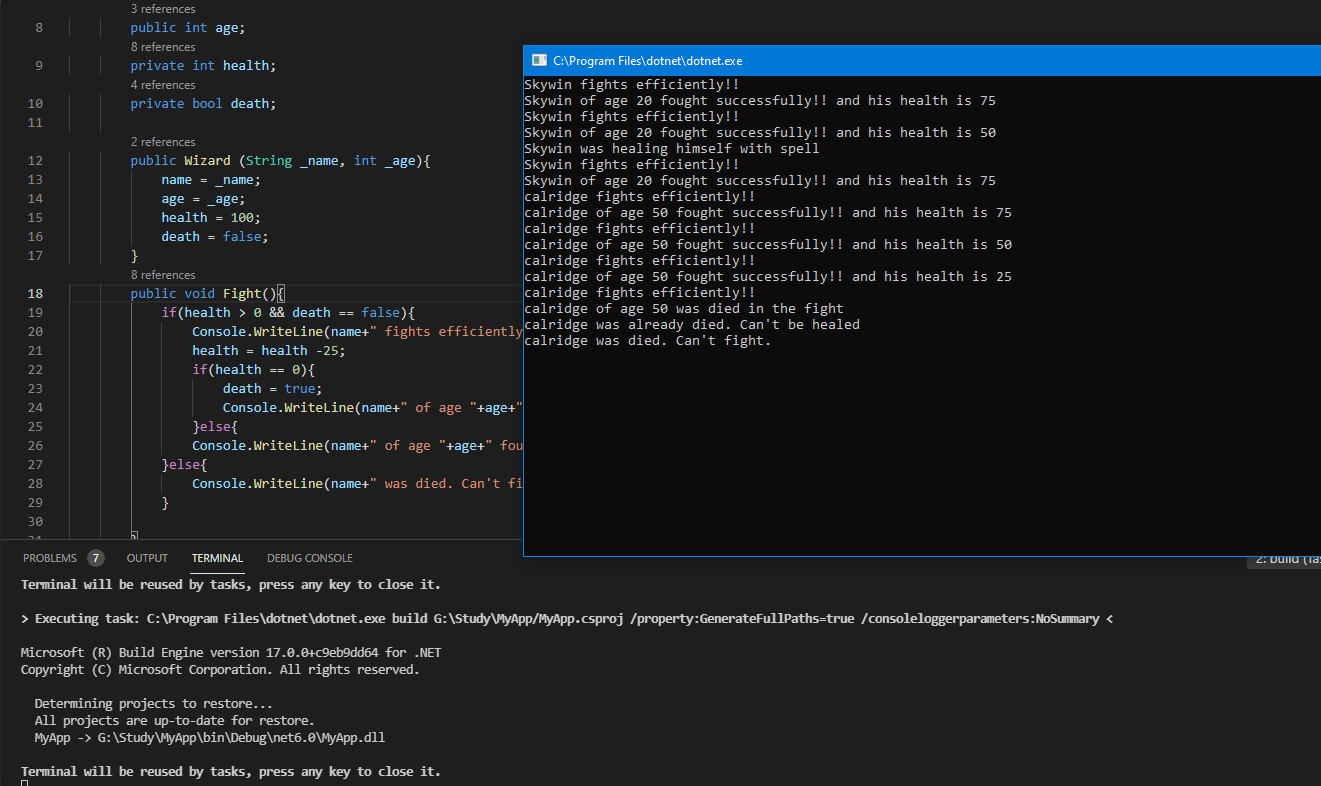 3 references
8 public int age;
8 references
9 private int health;
4 references
10 private bool death;
11
2 references
12 public Wizard (String _name, int _age){
13 name = _name;
14 age = _age;
15 health = 100;
16 death = false;
17 }
8 references
18 public void Fight(){
19 if(health > 0 && death == false){
20 Console.WriteLine(name+" fights efficiently
21 health = health -25;
22 if(health == 0){
23 death = true;
24 Console.WriteLine(name+" of age "+age+"
25 }else{
26 Console.WriteLine(name+" of age "+age+" fou
27 }else{
28 Console.WriteLine(name+" was died. Can't fi
29 }
30
31 }
C:\Program Files\dotnet\dotnet.exe
Skywin fights efficiently!!
Skywin of age 20 fought successfully!! and his health is 75
Skywin fights efficiently!!
Skywin of age 20 fought successfully!! and his health is 50
Skywin was healing himself with spell
Skywin fights efficiently!!
Skywin of age 20 fought successfully!! and his health is 75
calridge fights efficiently!!
calridge of age 50 fought successfully!! and his health is 75
calridge fights efficiently!!
calridge of age 50 fought successfully!! and his health is 50
calridge fights efficiently!!
calridge of age 50 fought successfully!! and his health is 25
calridge fights efficiently!!
calridge of age 50 was died in the fight
calridge was already died. Can't be healed
calridge was died. Can't fight.
PROBLEMS 7 OUTPUT TERMINAL DEBUG CONSOLE
2: build (Tas
Terminal will be reused by tasks, press any key to close it.
> Executing task: C:\Program Files\dotnet\dotnet.exe build G:\Study\MyApp/MyApp.csproj /property:GenerateFullPaths=true /consoleloggerparameters:NoSummary <
Microsoft (R) Build Engine version 17.0.0+c9eb9dd64 for .NET
Copyright (C) Microsoft Corporation. All rights reserved.
Determining projects to restore...
All projects are up-to-date for restore.
MyApp -> G:\Study\MyApp\bin\Debug\net6.0\MyApp.dll
Terminal will be reused by tasks, press any key to close it.